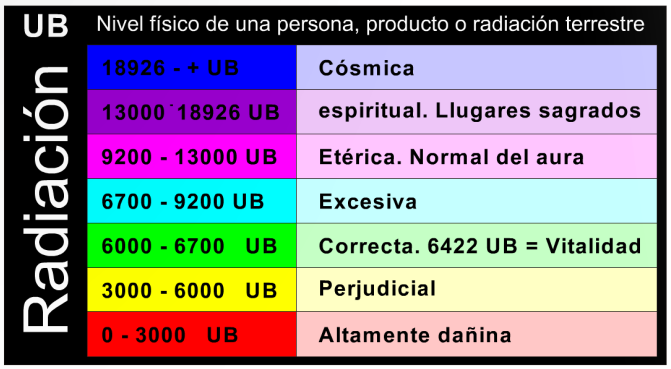 UB Nivel físico de una persona, producto o radiación terrestre
Radiación
18926 - + UB Cósmica
13000 - 18926 UB espiritual. Llugares sagrados
9200 - 13000 UB Etérica. Normal del aura
6700 - 9200 UB Excesiva
6000 - 6700 UB Correcta. 6422 UB = Vitalidad
3000 - 6000 UB Perjudicial
0 - 3000 UB Altamente dañina